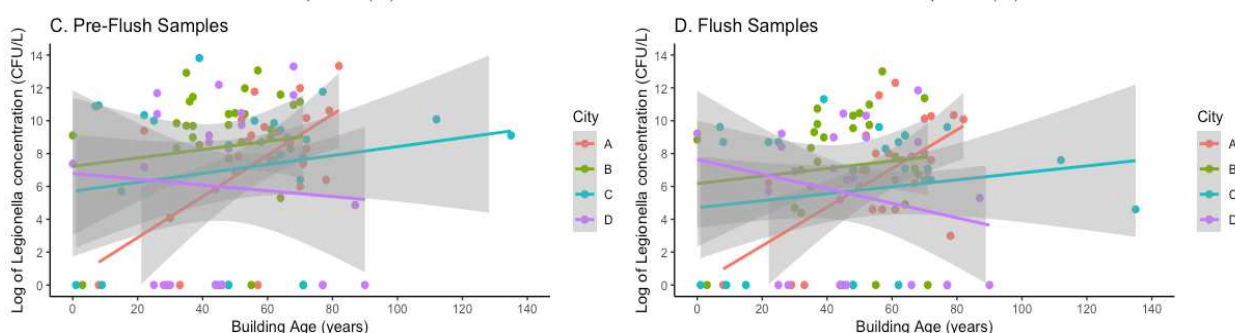 C. Pre-Flush Samples
Log of Legionella concentration (CFU/L)
14
12
10
8
6
4
2
0
0 20 40 60 80 100 120 140
Building Age (years)
City
A
B
C
D
D. Flush Samples
Log of Legionella concentration (CFU/L)
14
12
10
8
6
4
2
0
0 20 40 60 80 100 120 140
Building Age (years)
City
A
B
C
D